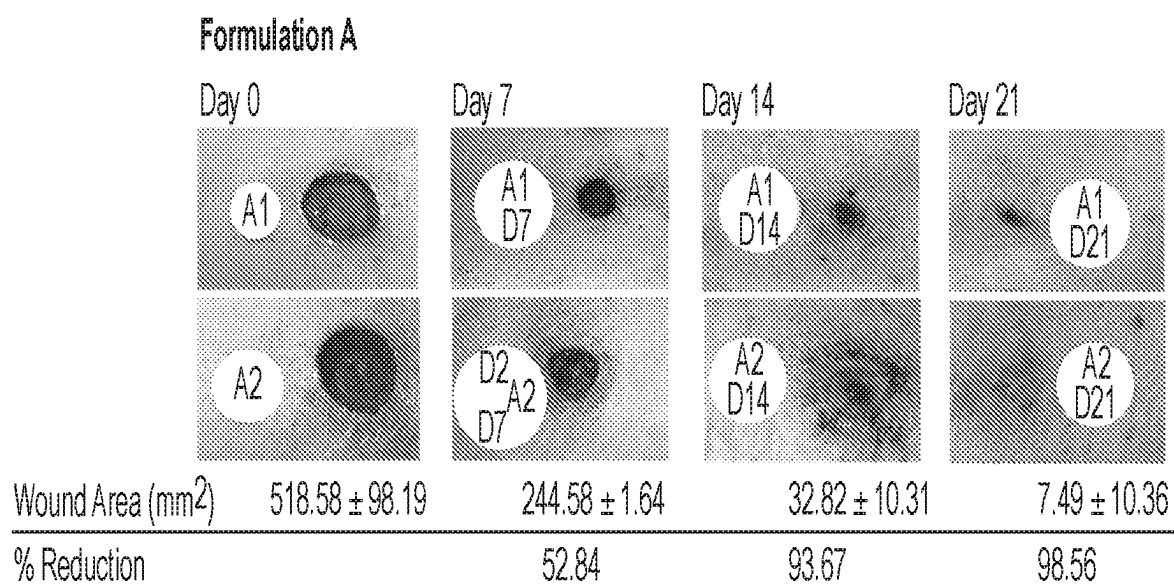 Formulation A
Day 0 Day 7 Day 14 Day 21
A1
A1
D7
A1
D14
A1
D21
A2
D2
A2
D7
A2
D14
A2
D21
Wound Area (mm2) 518.58 ± 98.19 244.58 ± 1.64 32.82 ± 10.31 7.49 ± 10.36
% Reduction 52.84 93.67 98.56